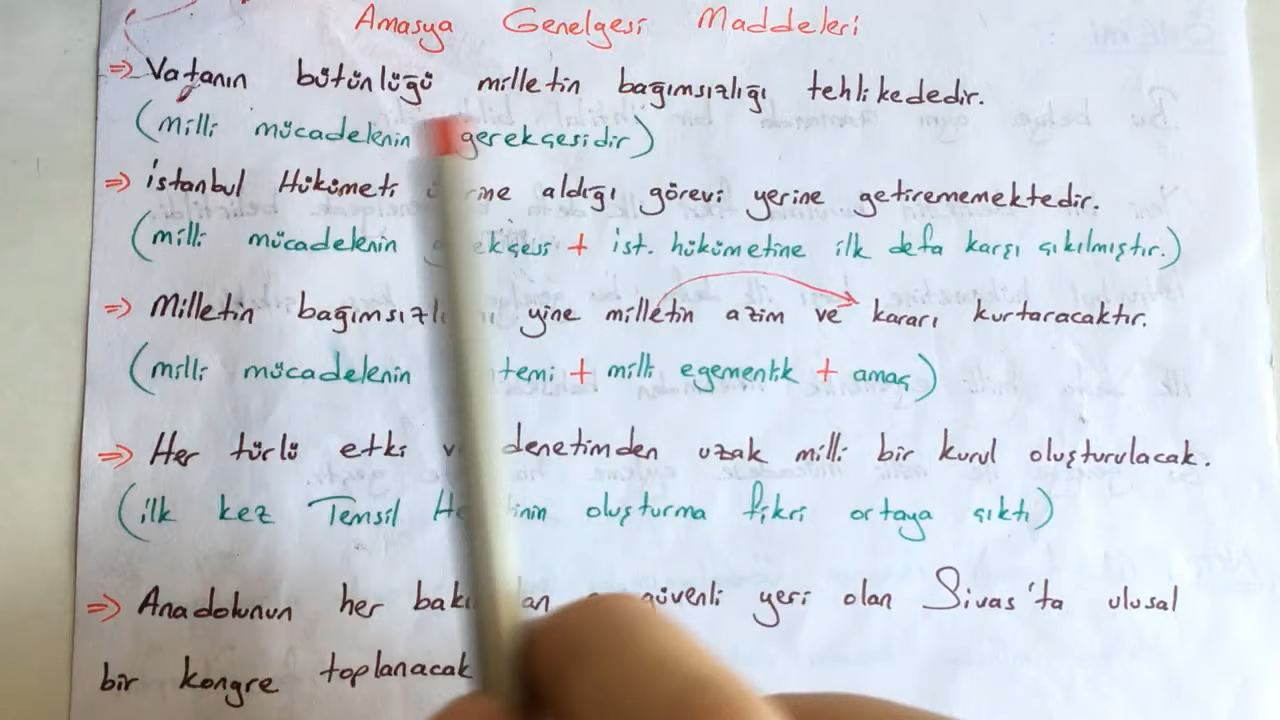 Amasya Genelgesi Maddeleri
⇒ Vatanın bütünlüğü milletin bağımsızlığı tehlikededir.
(milli mücadelenin gerekçesidir)
⇒ İstanbul Hükümeti aldığı görevi yerine getirememektedir.
(milli mücadelenin + ist. hükümetine ilk defa karşı çıkılmıştır.)
⇒ Milletin yine milletin azim ve kararı kurtaracaktır.
(milli mücadelenin + milli egemenlik + amaç)
⇒ Her türlü etki denetimden uzak milli bir kurul oluşturulacak.
(ilk kez Temsil oluşturma fikri ortaya çıktı)
⇒ Anadolunun her güvenli yeri olan Sivas'ta ulusal
bir kongre toplanacak